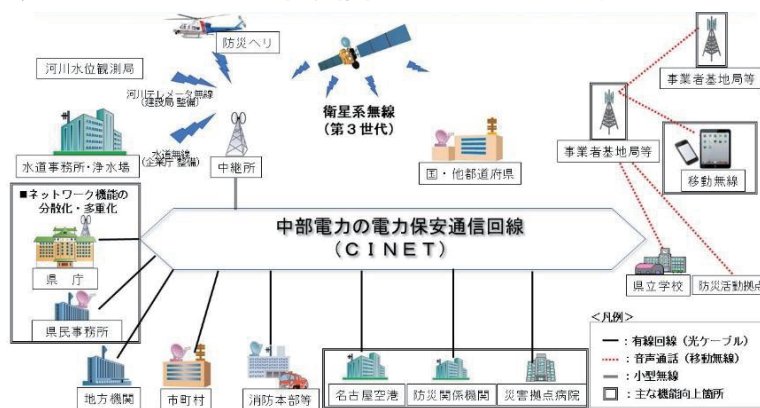 防災ヘリ
河川水位観測局
河川テレメータ無線
(建設局 整備)
衛星系無線
(第3世代)
事業者基地局等
水道無線
(企業庁 整備)
水道事務所・浄水場
中継所
国・他都道府県
事業者基地局等
移動無線
■ネットワーク機能の
分散化・多重化
県 庁
県民事務所
中部電力の電力保安通信回線
(CINET)
県立学校
防災活動拠点
地方機関
市町村
消防本部等
名古屋空港
防災関係機関
災害拠点病院
<凡例>
:有線回線(光ケーブル)
:音声通話(移動無線)
:小型無線
:主な機能向上箇所